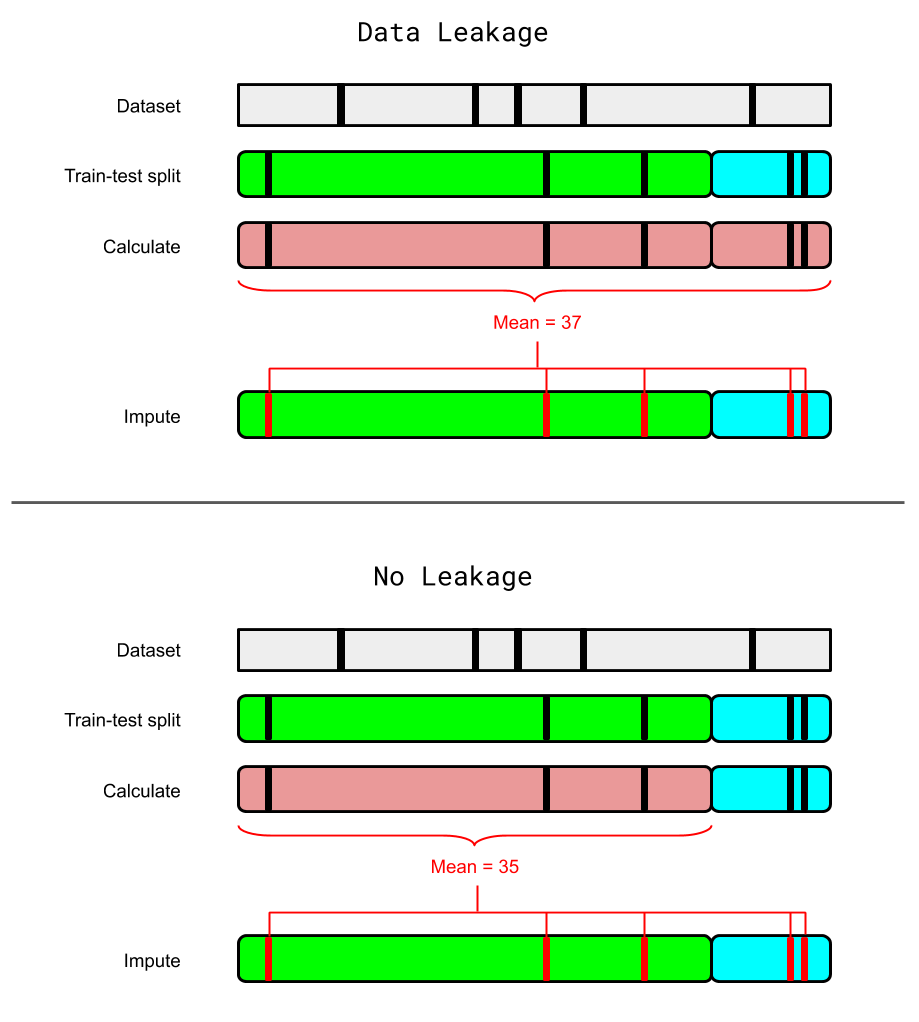 Data Leakage
Dataset
Train-test split
Calculate
Mean = 37
Impute
No Leakage
Dataset
Train-test split
Calculate
Mean = 35
Impute